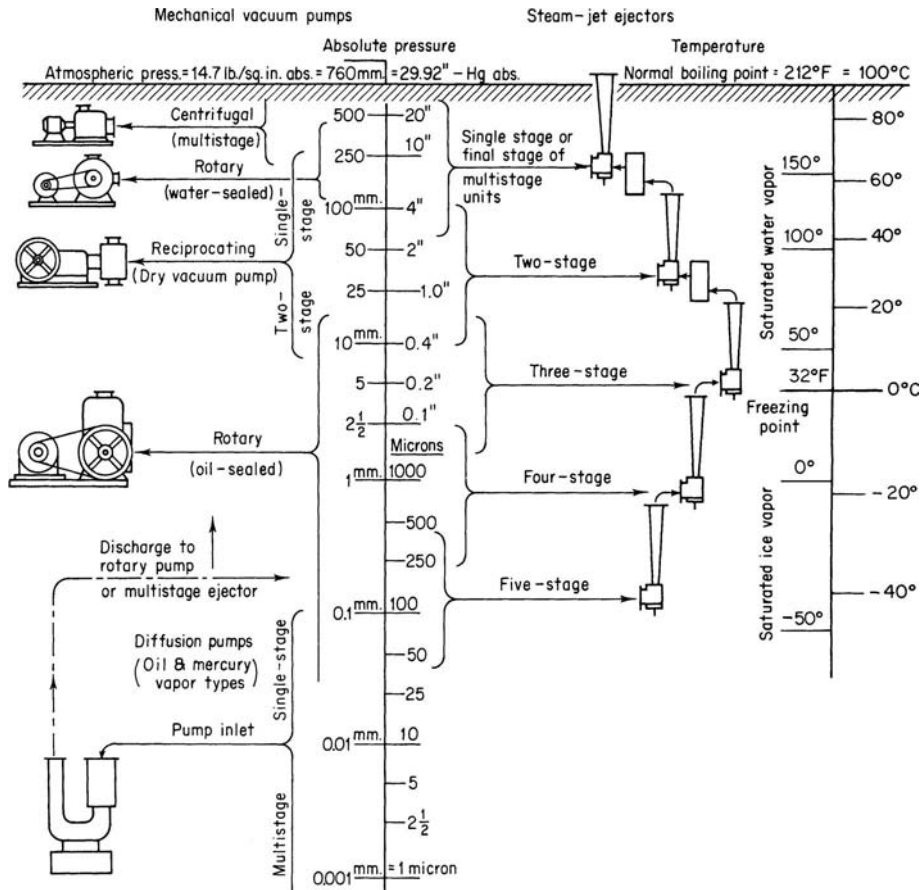 Mechanical vacuum pumps
Steam-jet ejectors
Absolute pressure
Temperature
Atmospheric press.=14.7 lb./sq.in. abs. = 760mm. = 29.92" - Hg abs.
Normal boiling point = 212°F = 100°C
Centrifugal
(multistage)
Rotary
(water-sealed)
Reciprocating
(Dry vacuum pump)
Single-
stage
Two-
stage
Rotary
(oil-sealed)
Discharge to
rotary pump
or multistage ejector
Diffusion pumps
(Oil & mercury
vapor types)
Pump inlet
Single-stage
Multistage
500 20"
250 10"
100 mm. 4"
50 2"
25 1.0"
10 mm. 0.4"
5 0.2"
2 1/2 0.1"
Microns
1 mm. 1000
500
250
0.1 mm. 100
50
25
0.01 mm. 10
5
2 1/2
0.001 mm. = 1 micron
Single stage or
final stage of
multistage
units
Two-stage
Three-stage
Four-stage
Five-stage
Saturated water vapor
150°
100°
50°
32°F
Freezing
point
0°
Saturated ice vapor
-50°
80°
60°
40°
20°
0°C
-20°
-40°